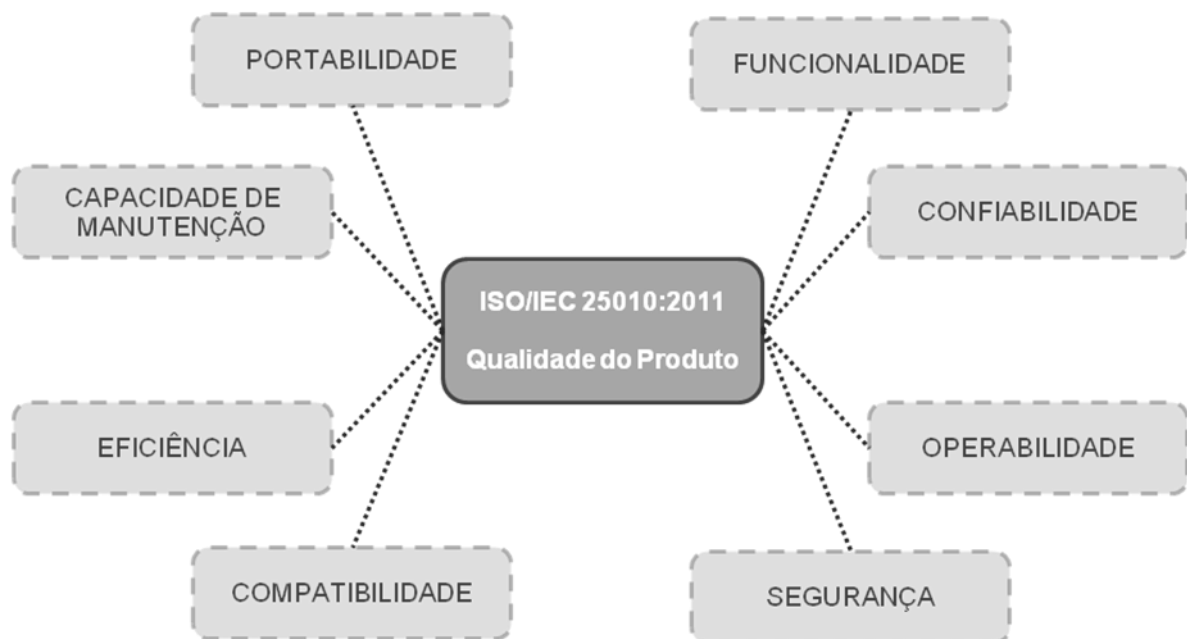 PORTABILIDADE
FUNCIONALIDADE
CAPACIDADE DE
MANUTENÇÃO
CONFIABILIDADE
ISO/IEC 25010:2011
Qualidade do Produto
EFICIÊNCIA
OPERABILIDADE
COMPATIBILIDADE
SEGURANÇA